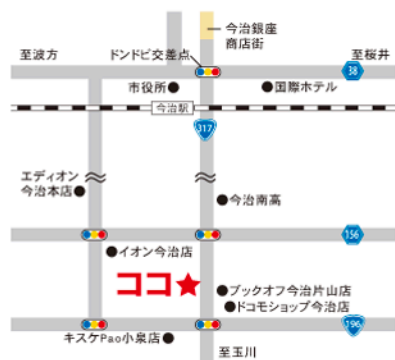 今治銀座
商店街
至波方
ドンドビ交差点
至桜井
38
市役所
国際ホテル
今治駅
317
エディオン
今治本店
今治南高
156
イオン今治店
ココ
ブックオフ今治片山店
ドコモショップ今治店
196
キスケPao小泉店
至玉川